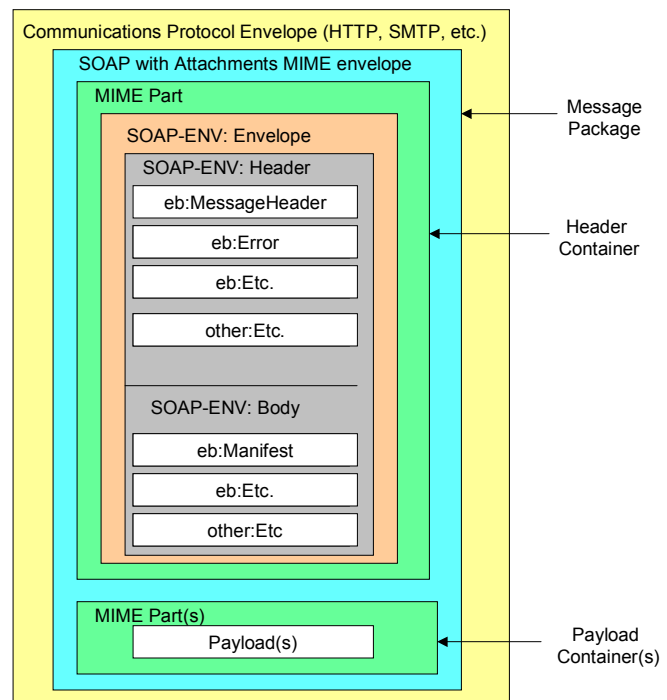 Communications Protocol Envelope (HTTP, SMTP, etc.)
SOAP with Attachments MIME envelope
MIME Part
SOAP-ENV: Envelope
SOAP-ENV: Header
eb:MessageHeader
eb:Error
eb:Etc.
other:Etc.
SOAP-ENV: Body
eb:Manifest
eb:Etc.
other:Etc
MIME Part(s)
Payload(s)
Message
Package
Header
Container
Payload
Container(s)